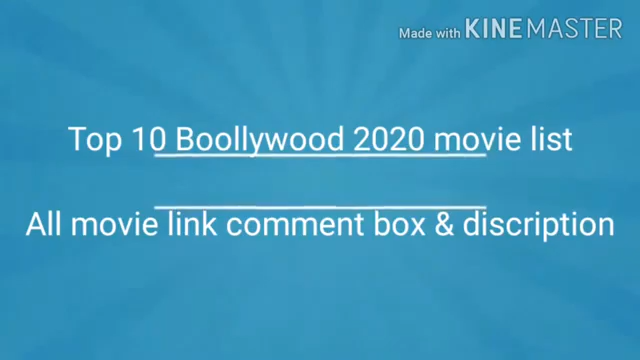 Made with KINEMASTER
Top 10 Boollywood 2020 movie list
All movie link comment box & discription